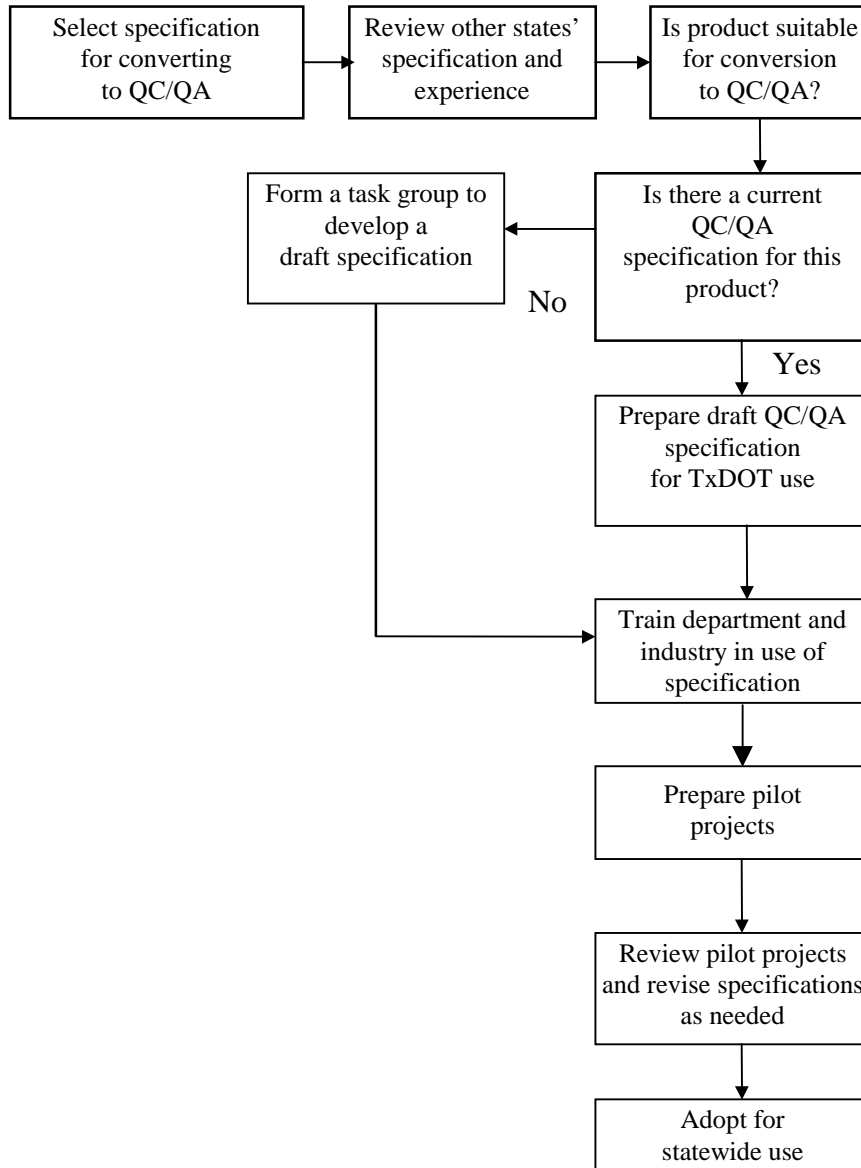 Select specification
for converting
to QC/QA
Review other states’
specification and
experience
Is product suitable
for conversion
to QC/QA?
Form a task group to
develop a
draft specification
Is there a current
QC/QA
specification for this
product?
No
Yes
Prepare draft QC/QA
specification
for TxDOT use
Train department and
industry in use of
specification
Prepare pilot
projects
Review pilot projects
and revise specifications
as needed
Adopt for
statewide use